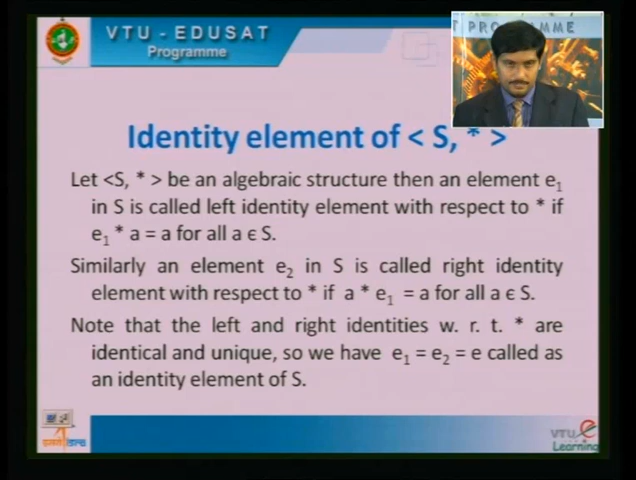 VTU - EDUSAT
Programme
PROGRAMME
Identity element of < S, * >
Let <S, * > be an algebraic structure then an element e₁
in S is called left identity element with respect to * if
e₁ * a = a for all a ϵ S.
Similarly an element e₂ in S is called right identity
element with respect to * if a * e₁ = a for all a ϵ S.
Note that the left and right identities w. r. t. * are
identical and unique, so we have e₁ = e₂ = e called as
an identity element of S.
VTU e
Learning